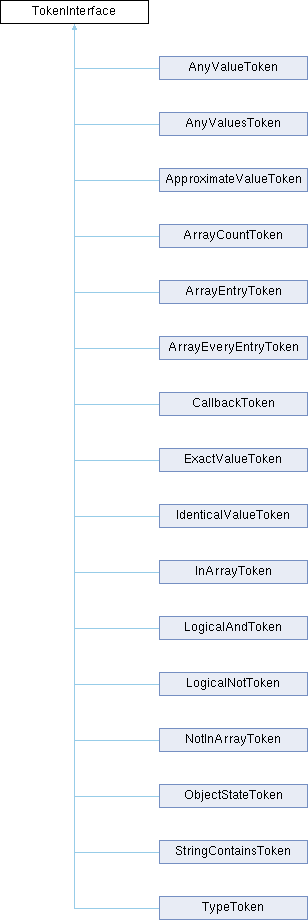 TokenInterface
AnyValueToken
AnyValuesToken
ApproximateValueToken
ArrayCountToken
ArrayEntryToken
ArrayEveryEntryToken
CallbackToken
ExactValueToken
IdenticalValueToken
InArrayToken
LogicalAndToken
LogicalNotToken
NotInArrayToken
ObjectStateToken
StringContainsToken
TypeToken